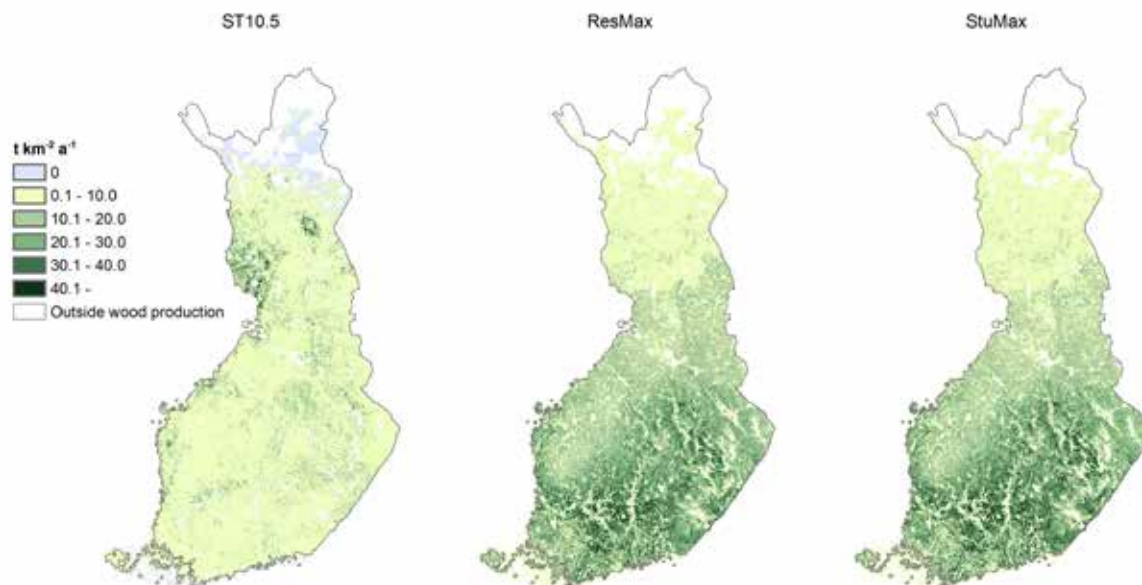 ST10.5
ResMax
StuMax
t km⁻² a⁻¹
0
0.1 - 10.0
10.1 - 20.0
20.1 - 30.0
30.1 - 40.0
40.1 -
Outside wood production